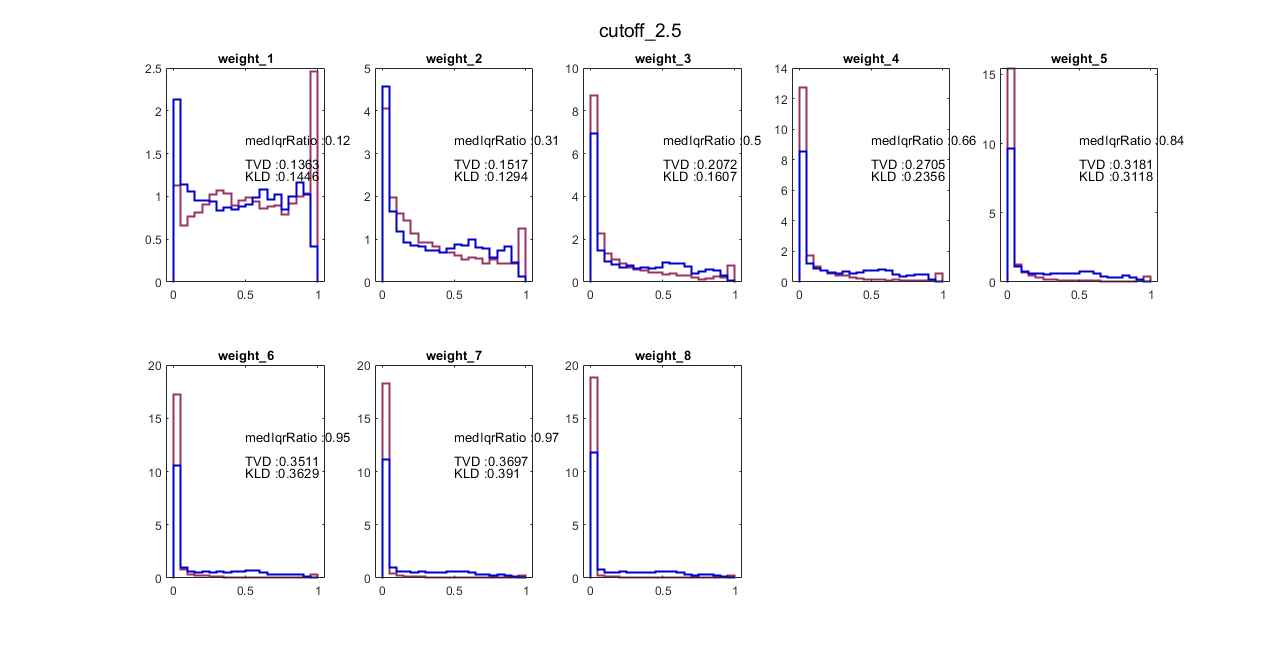 cutoff_2.5
weight_1
2.5
2
1.5
1
0.5
0
0
0.5
1
medIqrRatio :0.12
TVD :0.1363
KLD :0.1446
weight_2
5
4
3
2
1
0
0
0.5
1
medIqrRatio :0.31
TVD :0.1517
KLD :0.1294
weight_3
10
8
6
4
2
0
0
0.5
1
medIqrRatio :0.5
TVD :0.2072
KLD :0.1607
weight_4
14
12
10
8
6
4
2
0
0
0.5
1
medIqrRatio :0.66
TVD :0.2705
KLD :0.2356
weight_5
15
10
5
0
0
0.5
1
medIqrRatio :0.84
TVD :0.3181
KLD :0.3118
weight_6
20
15
10
5
0
0
0.5
1
medIqrRatio :0.95
TVD :0.3511
KLD :0.3629
weight_7
20
15
10
5
0
0
0.5
1
medIqrRatio :0.97
TVD :0.3697
KLD :0.391
weight_8
20
15
10
5
0
0
0.5
1